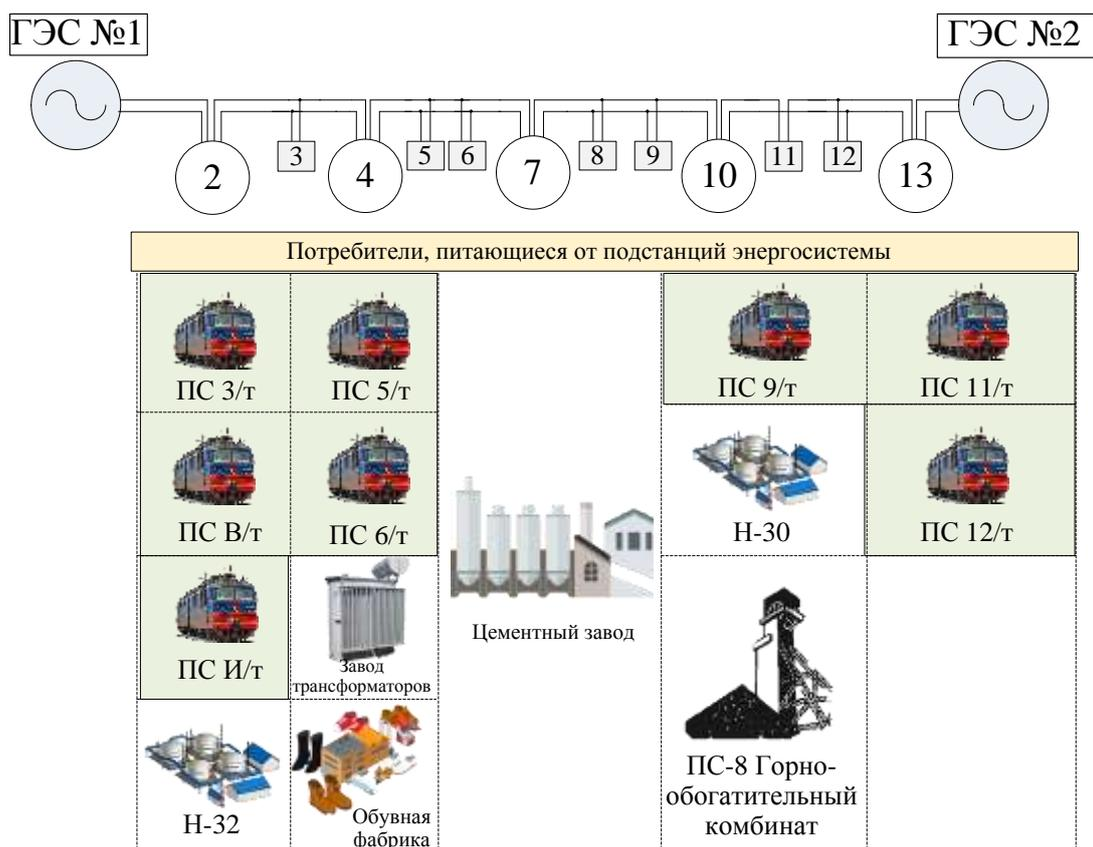 ГЭС №1
ГЭС №2
2
3
4
5
6
7
8
9
10
11
12
13
Потребители, питающиеся от подстанций энергосистемы
ПС 3/т
ПС 5/т
ПС 9/т
ПС 11/т
ПС В/т
ПС 6/т
Н-30
ПС 12/т
Цементный завод
ПС И/т
Завод
трансформаторов
ПС-8 Горно-
обогатительный
комбинат
Н-32
Обувная
фабрика